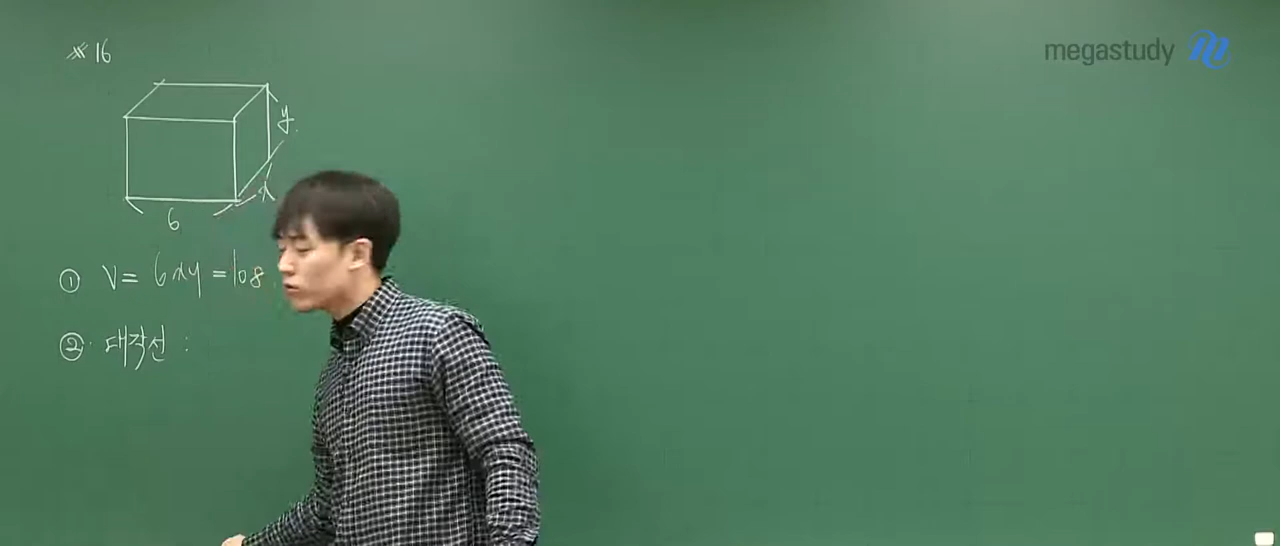 ※ 16
megastudy
y
x
6
① V = 6xy = 108
② 대각선 :